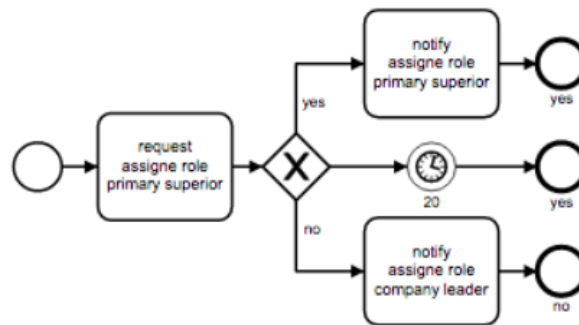 notify
assigne role
primary superior
yes
yes
request
assigne role
primary superior
20
yes
no
notify
assigne role
company leader
no